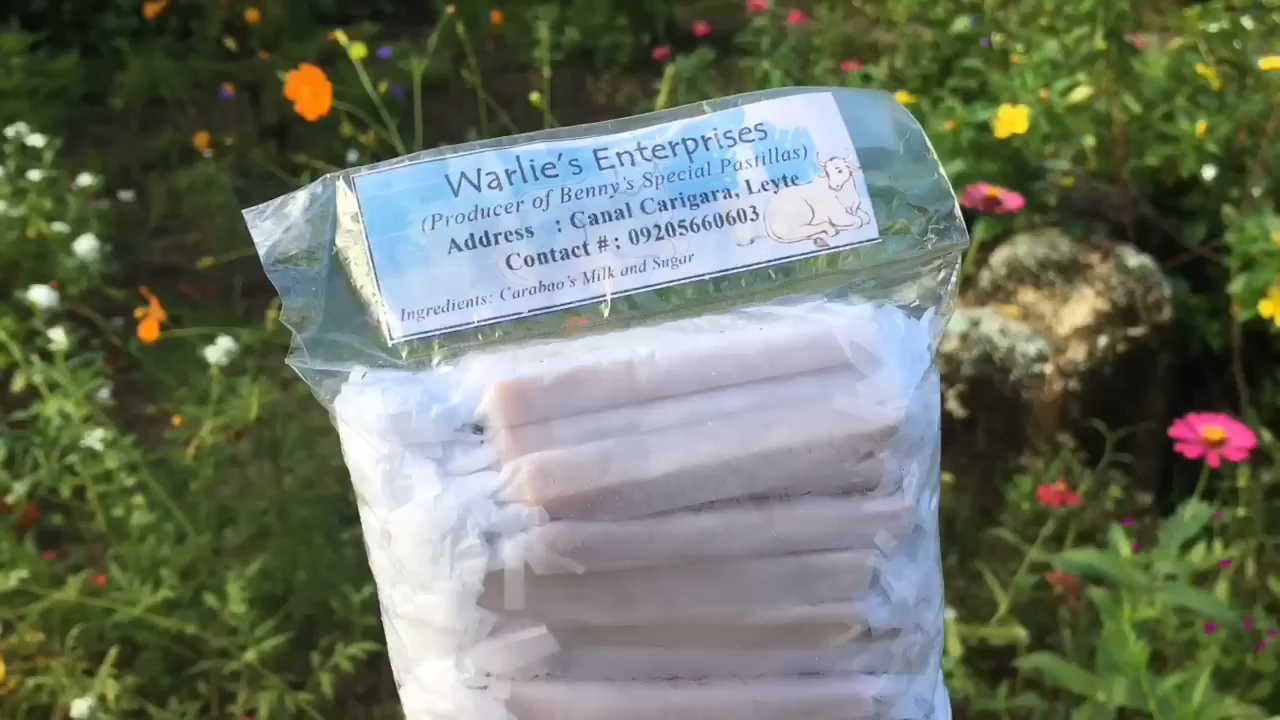 Warlie's Enterprises
(Producer of Benny's Special Pastillas)
Address : Canal Carigara, Leyte
Contact #: 09205660603
Ingredients: Carabao's Milk and Sugar